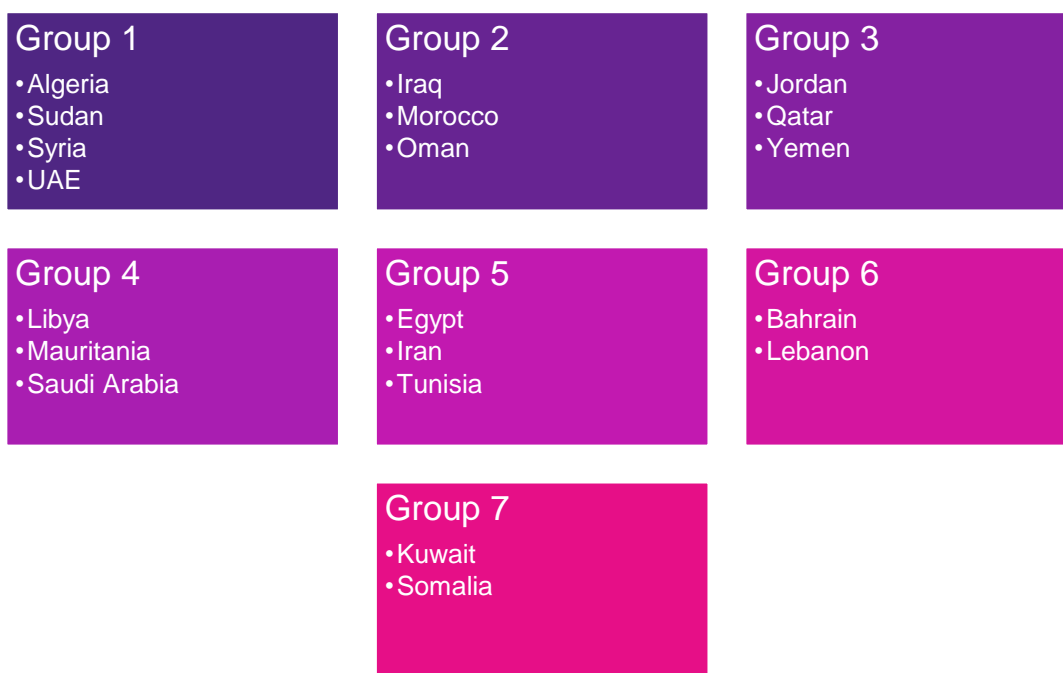 Group 1
•Algeria
•Sudan
•Syria
•UAE
Group 2
•Iraq
•Morocco
•Oman
Group 3
•Jordan
•Qatar
•Yemen
Group 4
•Libya
•Mauritania
•Saudi Arabia
Group 5
•Egypt
•Iran
•Tunisia
Group 6
•Bahrain
•Lebanon
Group 7
•Kuwait
•Somalia